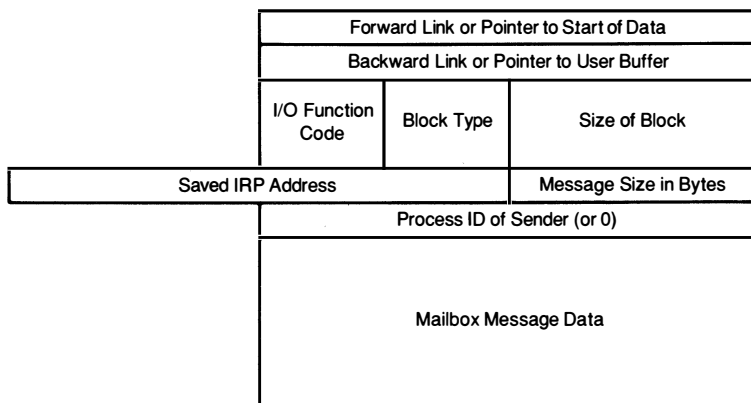 Forward Link or Pointer to Start of Data
Backward Link or Pointer to User Buffer
I/O Function
Code
Block Type
Size of Block
Saved IRP Address
Message Size in Bytes
Process ID of Sender (or 0)
Mailbox Message Data